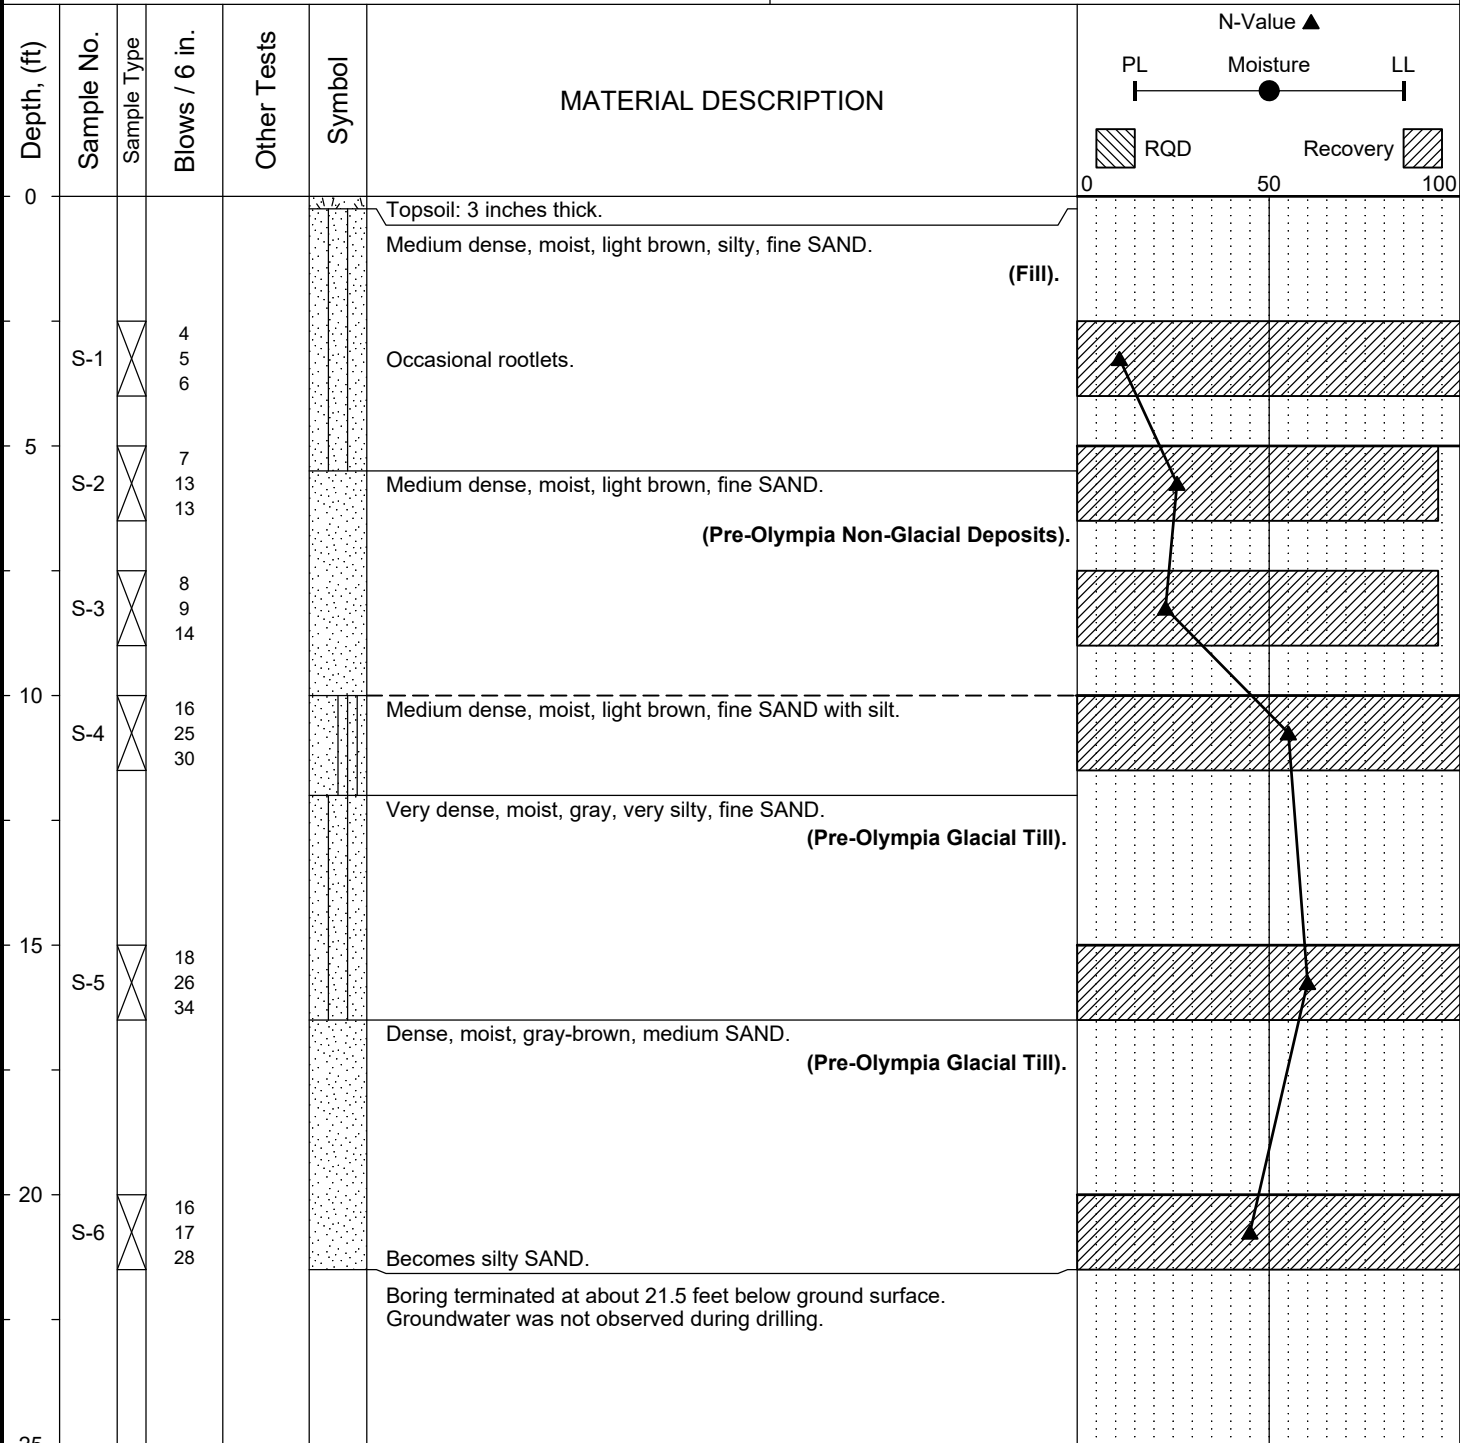 Depth, (ft)
Sample No.
Sample Type
Blows / 6 in.
Other Tests
Symbol
MATERIAL DESCRIPTION
N-Value ▲
PL Moisture LL
RQD Recovery
0 50 100
0
Topsoil: 3 inches thick.
Medium dense, moist, light brown, silty, fine SAND.
(Fill).
4
S-1 5 Occasional rootlets.
6
5
7
S-2 13 Medium dense, moist, light brown, fine SAND.
13
(Pre-Olympia Non-Glacial Deposits).
8
S-3 9
14
10
16 Medium dense, moist, light brown, fine SAND with silt.
S-4 25
30
Very dense, moist, gray, very silty, fine SAND.
(Pre-Olympia Glacial Till).
15
18
S-5 26
34
Dense, moist, gray-brown, medium SAND.
(Pre-Olympia Glacial Till).
20
16
S-6 17
28 Becomes silty SAND.
Boring terminated at about 21.5 feet below ground surface.
Groundwater was not observed during drilling.
25